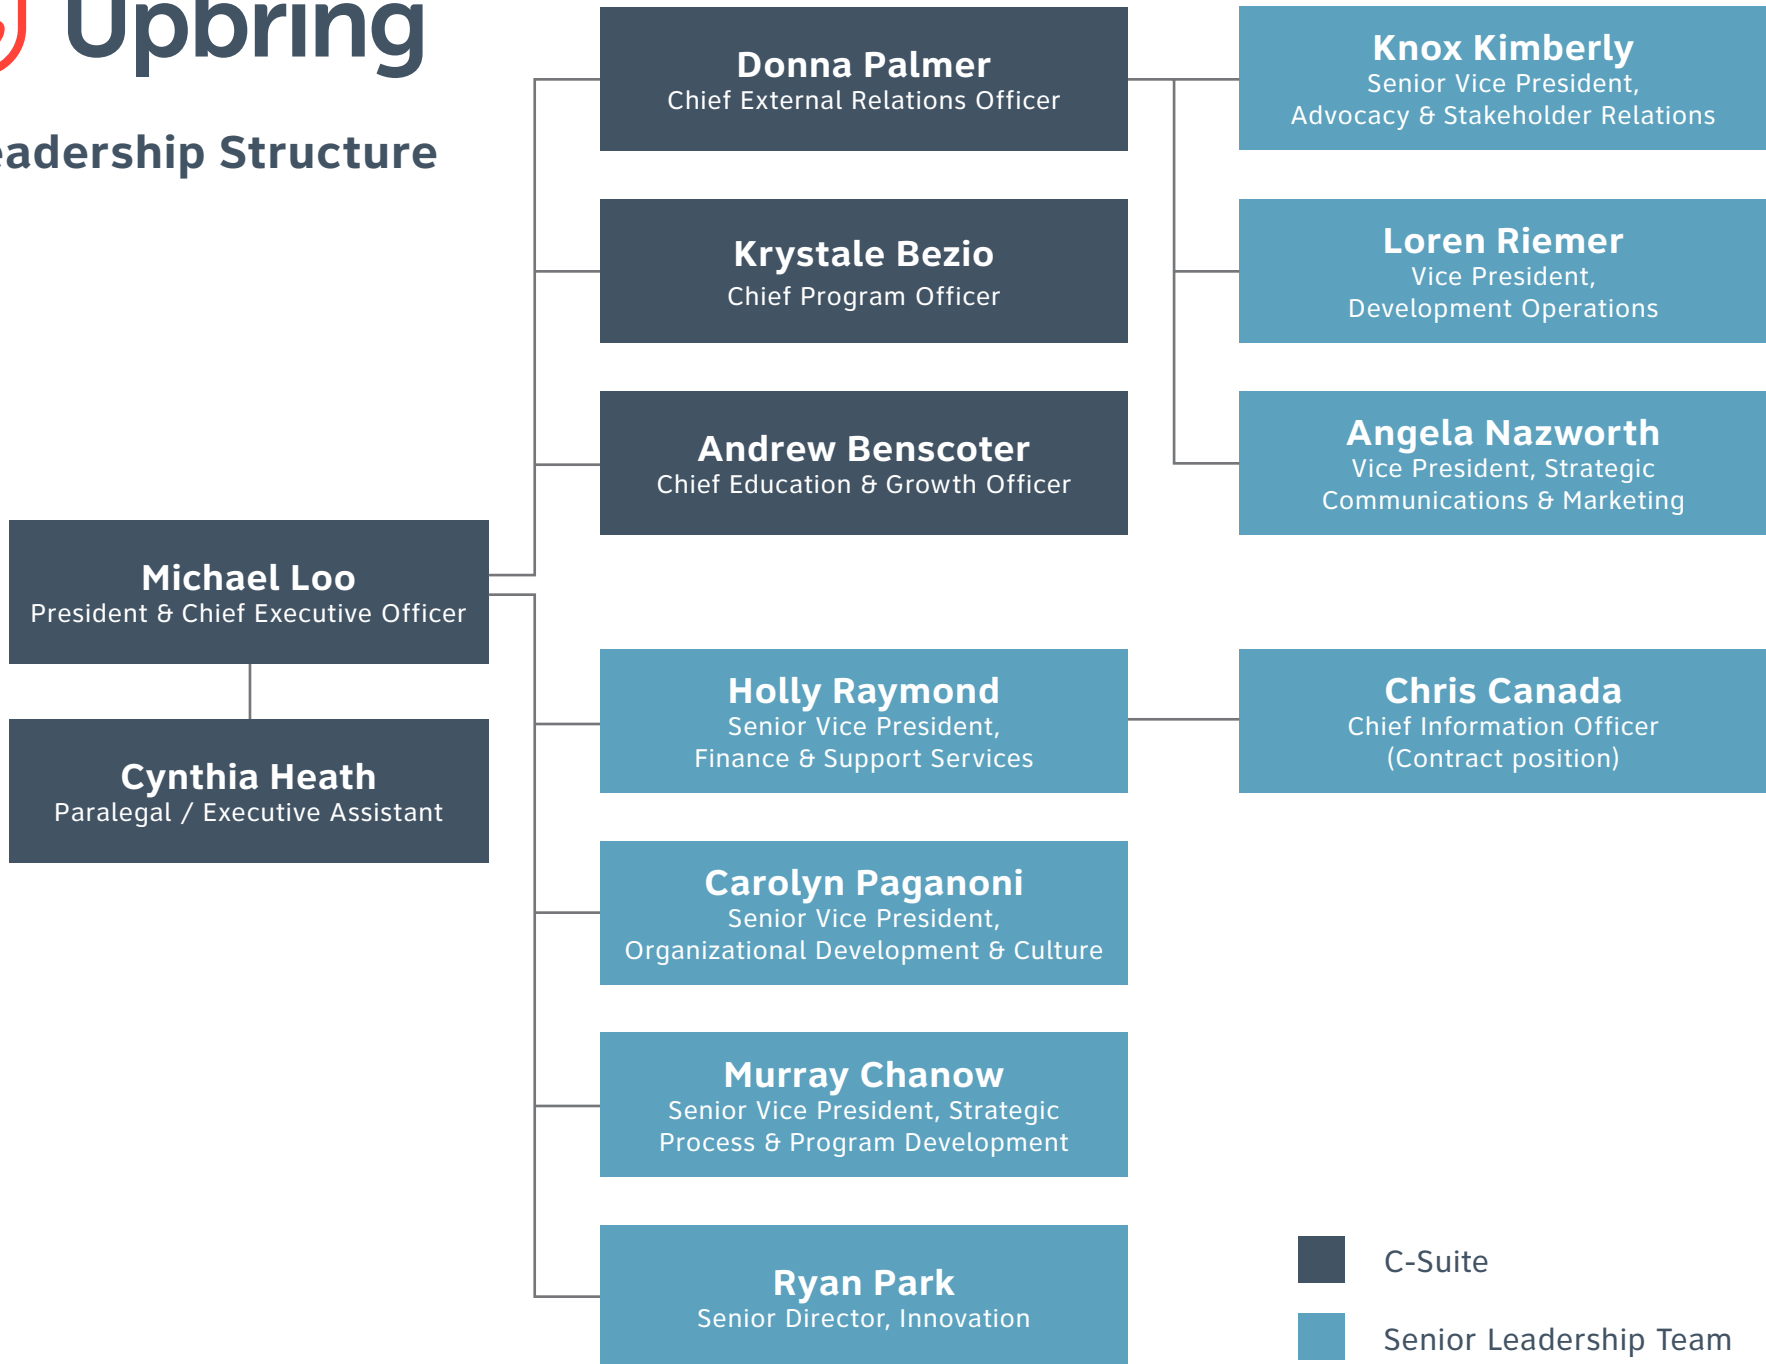 Upbring
Leadership Structure
Donna Palmer
Chief External Relations Officer
Knox Kimberly
Senior Vice President,
Advocacy & Stakeholder Relations
Krystale Bezio
Chief Program Officer
Loren Riemer
Vice President,
Development Operations
Andrew Benscoter
Chief Education & Growth Officer
Angela Nazworth
Vice President, Strategic
Communications & Marketing
Michael Loo
President & Chief Executive Officer
Cynthia Heath
Paralegal / Executive Assistant
Holly Raymond
Senior Vice President,
Finance & Support Services
Chris Canada
Chief Information Officer
(Contract position)
Carolyn Paganoni
Senior Vice President,
Organizational Development & Culture
Murray Chanow
Senior Vice President, Strategic
Process & Program Development
Ryan Park
Senior Director, Innovation
C-Suite
Senior Leadership Team